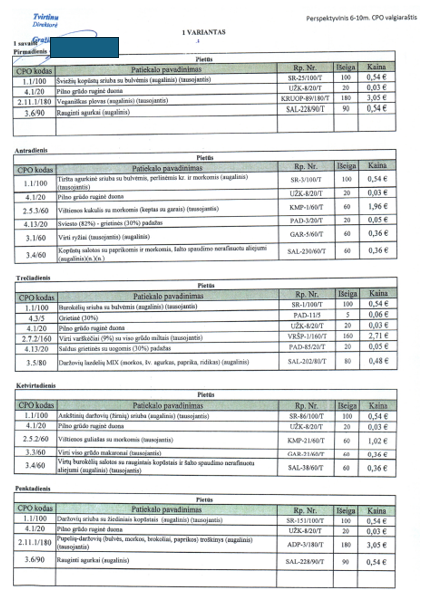 Tvirtinu
Direktorė
Perspektyvinis 6-10m. CPO valgiaraštis
1 VARIANTAS
1 savaitė
Pirmadienis
Pietūs
CPO kodas Patiekalo pavadinimas Rp. Nr. Išeiga Kaina
1.1/100 Šviežių kopūstų sriuba su bulvėmis (augalinis) (tausojantis) SR-25/100/T 100 0,54 €
4.1/20 Pilno grūdo ruginė duona UŽK-8/20/T 20 0,03 €
2.11.1/180 Veganiškas plovas (augalinis) (tausojantis) KRUOP-89/180/T 180 3,05 €
3.6/90 Rauginti agurkai (augalinis) SAL-228/90/T 90 0,54 €
Antradienis
Pietūs
CPO kodas Patiekalo pavadinimas Rp. Nr. Išeiga Kaina
1.1/100 Tiršta agurkinė sriuba su bulvėmis, perlinėmis kr. ir morkomis (augalinis) (tausojantis) SR-3/100/T 100 0,54 €
4.1/20 Pilno grūdo ruginė duona UŽK-8/20/T 20 0,03 €
2.5.3/60 Vištienos kukulis su morkomis (keptas su garais) (tausojantis) KMP-1/60/T 60 1,96 €
4.13/20 Sviesto (82%) - grietinės (30%) padažas PAD-3/20/T 20 0,05 €
3.1/60 Virti ryžiai (tausojantis) (augalinis) GAR-5/60/T 60 0,36 €
3.4/60 Kopūstų salotos su paprikomis ir morkomis, šalto spaudimo nerafinuotu aliejumi (augalinis) SAL-230/60/T 60 0,36 €
Trečiadienis
Pietūs
CPO kodas Patiekalo pavadinimas Rp. Nr. Išeiga Kaina
1.1/100 Burokėlių sriuba su bulvėmis (augalinis) (tausojantis) SR-1/100/T 100 0,54 €
4.3/5 Grietinė (30%) PAD-11/5 5 0,06 €
4.1/20 Pilno grūdo ruginė duona UŽK-8/20/T 20 0,03 €
2.7.2/160 Virti varškėčiai (9%) su viso grūdo miltais (tausojantis) VRŠP-1/160/T 160 2,71 €
4.13/20 Saldus grietinės su uogomis (30%) padažas PAD-85/20/T 20 0,05 €
3.5/80 Daržovių lazdelių MIX (morkos, šv. agurkas, paprika, ridikas) (augalinis) SAL-202/80/T 80 0,48 €
Ketvirtadienis
Pietūs
CPO kodas Patiekalo pavadinimas Rp. Nr. Išeiga Kaina
1.1/100 Ankštinių daržovių (žirnių) sriuba (augalinis) (tausojantis) SR-86/100/T 100 0,54 €
4.1/20 Pilno grūdo ruginė duona UŽK-8/20/T 20 0,03 €
2.5.2/60 Vištienos guliašas su morkomis (tausojantis) KMP-21/60/T 60 1,02 €
3.3/60 Virti viso grūdo makaronai (tausojantis) GAR-21/60/T 60 0,36 €
3.4/60 Virtų burokėlių salotos su raugintais kopūstais ir šalto spaudimo nerafinuotu aliejumi (augalinis) (tausojantis) SAL-38/60/T 60 0,36 €
Penktadienis
Pietūs
CPO kodas Patiekalo pavadinimas Rp. Nr. Išeiga Kaina
1.1/100 Daržovių sriuba su žiediniais kopūstais (augalinis) (tausojantis) SR-151/100/T 100 0,54 €
4.1/20 Pilno grūdo ruginė duona UŽK-8/20/T 20 0,03 €
2.11.1/180 Pupelių-daržovių (bulvės, morkos, brokoliai, paprikos) troškinys (augalinis) (tausojantis) ADP-3/180/T 180 3,05 €
3.6/90 Rauginti agurkai (augalinis) SAL-228/90/T 90 0,54 €